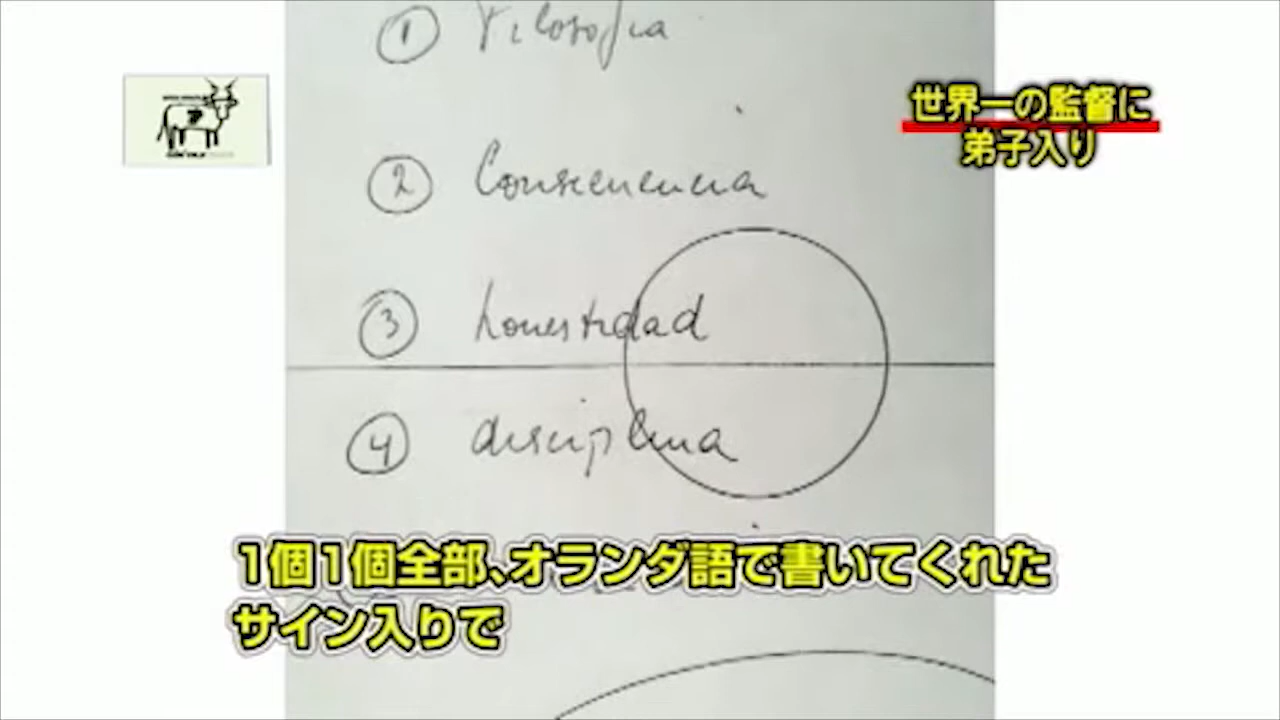 ① Filosofia
世界一の監督に
弟子入り
② Consecuencia
③ honestidad
④ disciplina
1個1個全部、オランダ語で書いてくれた
サイン入りで